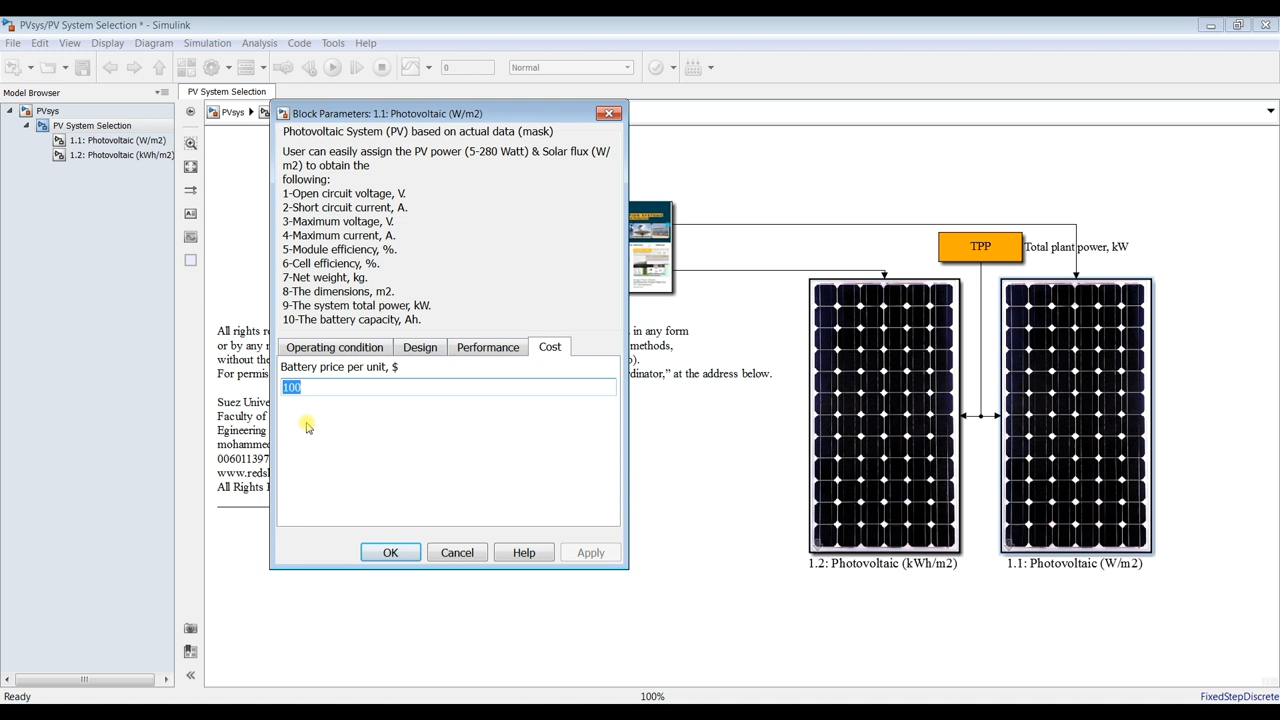 PVsys/PV System Selection * - Simulink
File Edit View Display Diagram Simulation Analysis Code Tools Help
0 Normal
Model Browser
PV System Selection
PVsys
PVsys
PV System Selection
1.1: Photovoltaic (W/m2)
1.2: Photovoltaic (kWh/m2)
Block Parameters: 1.1: Photovoltaic (W/m2)
Photovoltaic System (PV) based on actual data (mask)
User can easily assign the PV power (5-280 Watt) & Solar flux (W/
m2) to obtain the
following:
1-Open circuit voltage, V.
2-Short circuit current, A.
3-Maximum voltage, V.
4-Maximum current, A.
5-Module efficiency, %.
6-Cell efficiency, %.
7-Net weight, kg.
8-The dimensions, m2.
9-The system total power, kW.
10-The battery capacity, Ah.
Operating condition Design Performance Cost
Battery price per unit, $
100
OK Cancel Help Apply
TPP Total plant power, kW
All rights in any form
or by any methods,
without the
For permis dinator,” at the address below.
Suez Unive
Faculty of
Egineering
mohammed
006011397
www.redsl
All Rights
1.2: Photovoltaic (kWh/m2)
1.1: Photovoltaic (W/m2)
Ready 100% FixedStepDiscrete